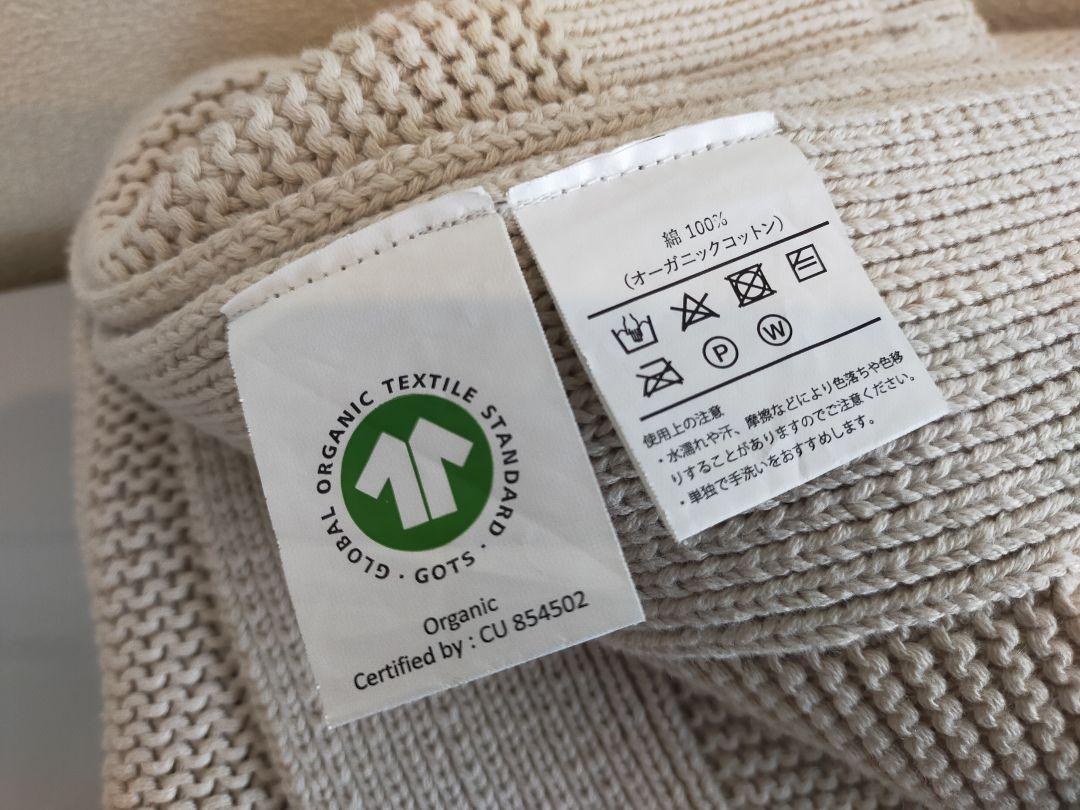 GLOBAL ORGANIC TEXTILE STANDARD · GOTS ·
Organic
Certified by : CU 854502
綿 100%
（オーガニックコットン）
P W
使用上の注意
・水濡れや汗、摩擦などにより色落ちや色移
りすることがありますのでご注意ください。
・単独で手洗いをおすすめします。